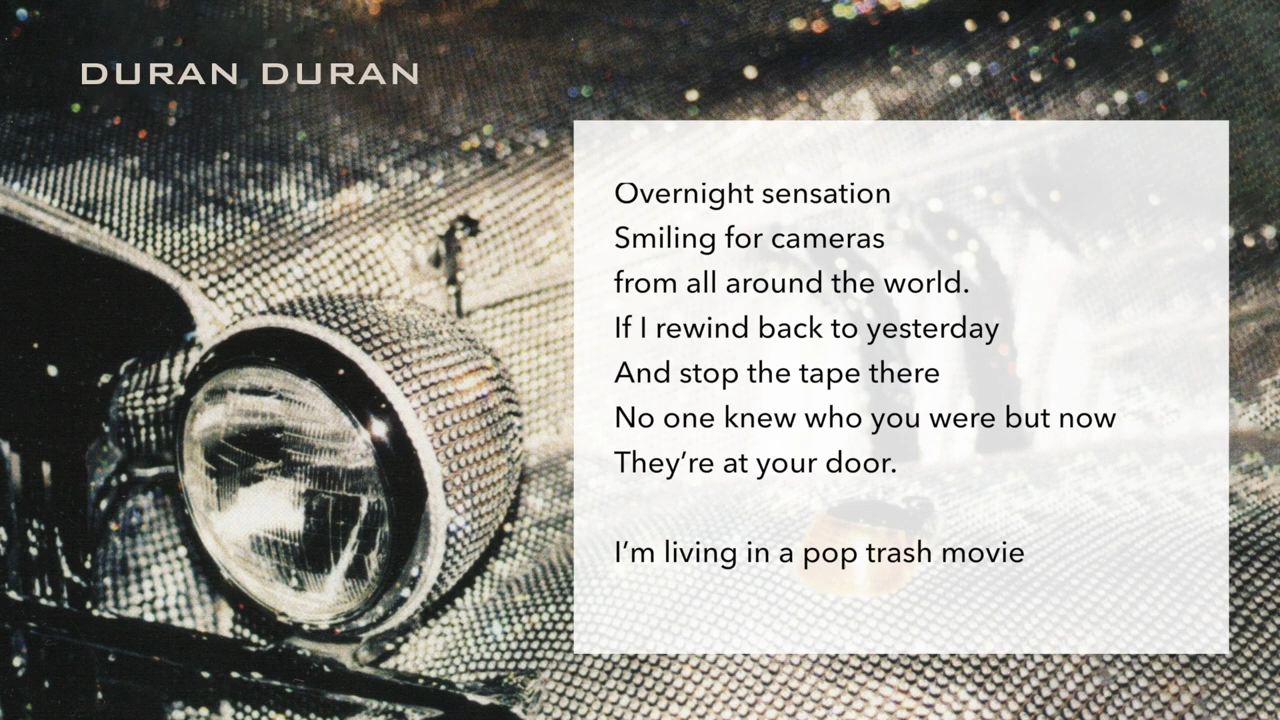 DURAN DURAN
Overnight sensation
Smiling for cameras
from all around the world.
If I rewind back to yesterday
And stop the tape there
No one knew who you were but now
They’re at your door.
I’m living in a pop trash movie